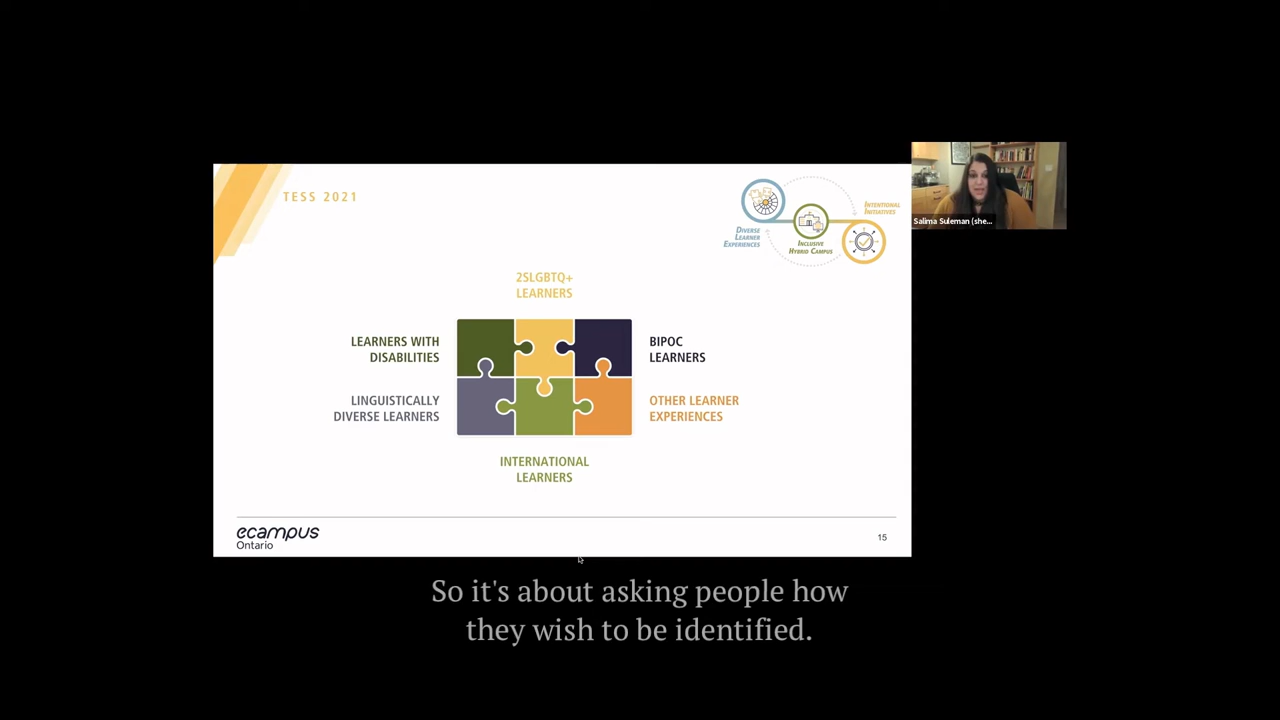 TESS 2021
INTENTIONAL
INITIATIVES
DIVERSE
LEARNER
EXPERIENCES
INCLUSIVE
HYBRID CAMPUS
Salima Suleman (she...
2SLGBTQ+
LEARNERS
LEARNERS WITH
DISABILITIES
BIPOC
LEARNERS
LINGUISTICALLY
DIVERSE LEARNERS
OTHER LEARNER
EXPERIENCES
INTERNATIONAL
LEARNERS
ecampus
Ontario
15
So it's about asking people how
they wish to be identified.